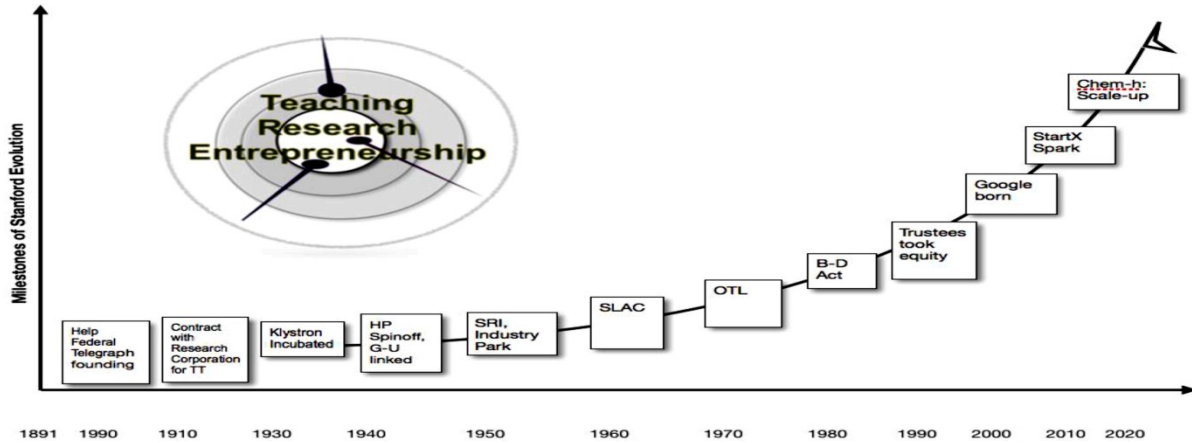 Milestones of Stanford Evolution
Teaching
Research
Entrepreneurship
Help
Federal
Telegraph
founding
Contract
with
Research
Corporation
for TT
Klystron
Incubated
HP
Spinoff,
G-U
linked
SRI,
Industry
Park
SLAC
OTL
B-D
Act
Trustees
took
equity
Google
born
StartX
Spark
Chem-h:
Scale-up
1891 1990 1910 1930 1940 1950 1960 1970 1980 1990 2000 2010 2020